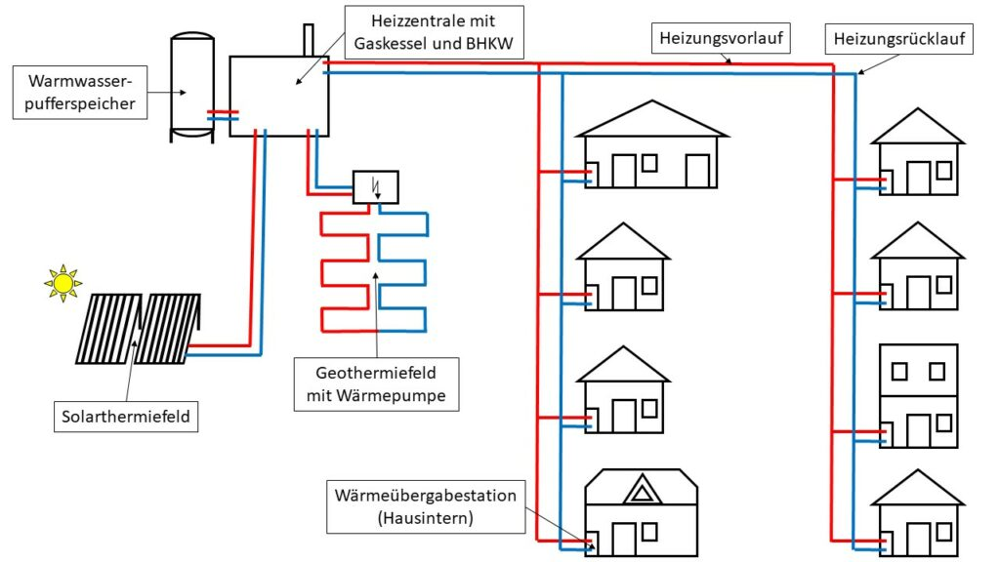 Heizzentrale mit
Gaskessel und BHKW
Heizungsvorlauf
Heizungsrücklauf
Warmwasser-
pufferspeicher
Geothermiefeld
mit Wärmepumpe
Solarthermiefeld
Wärmeübergabestation
(Hausintern)